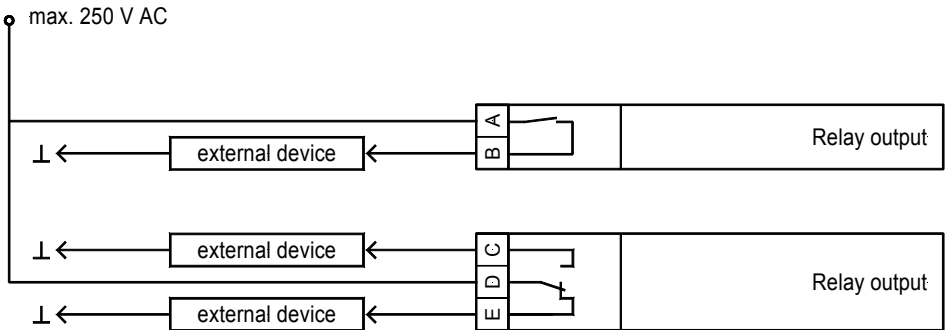 max. 250 V AC
A
Relay output
B
external device
external device
C
D
Relay output
external device
E